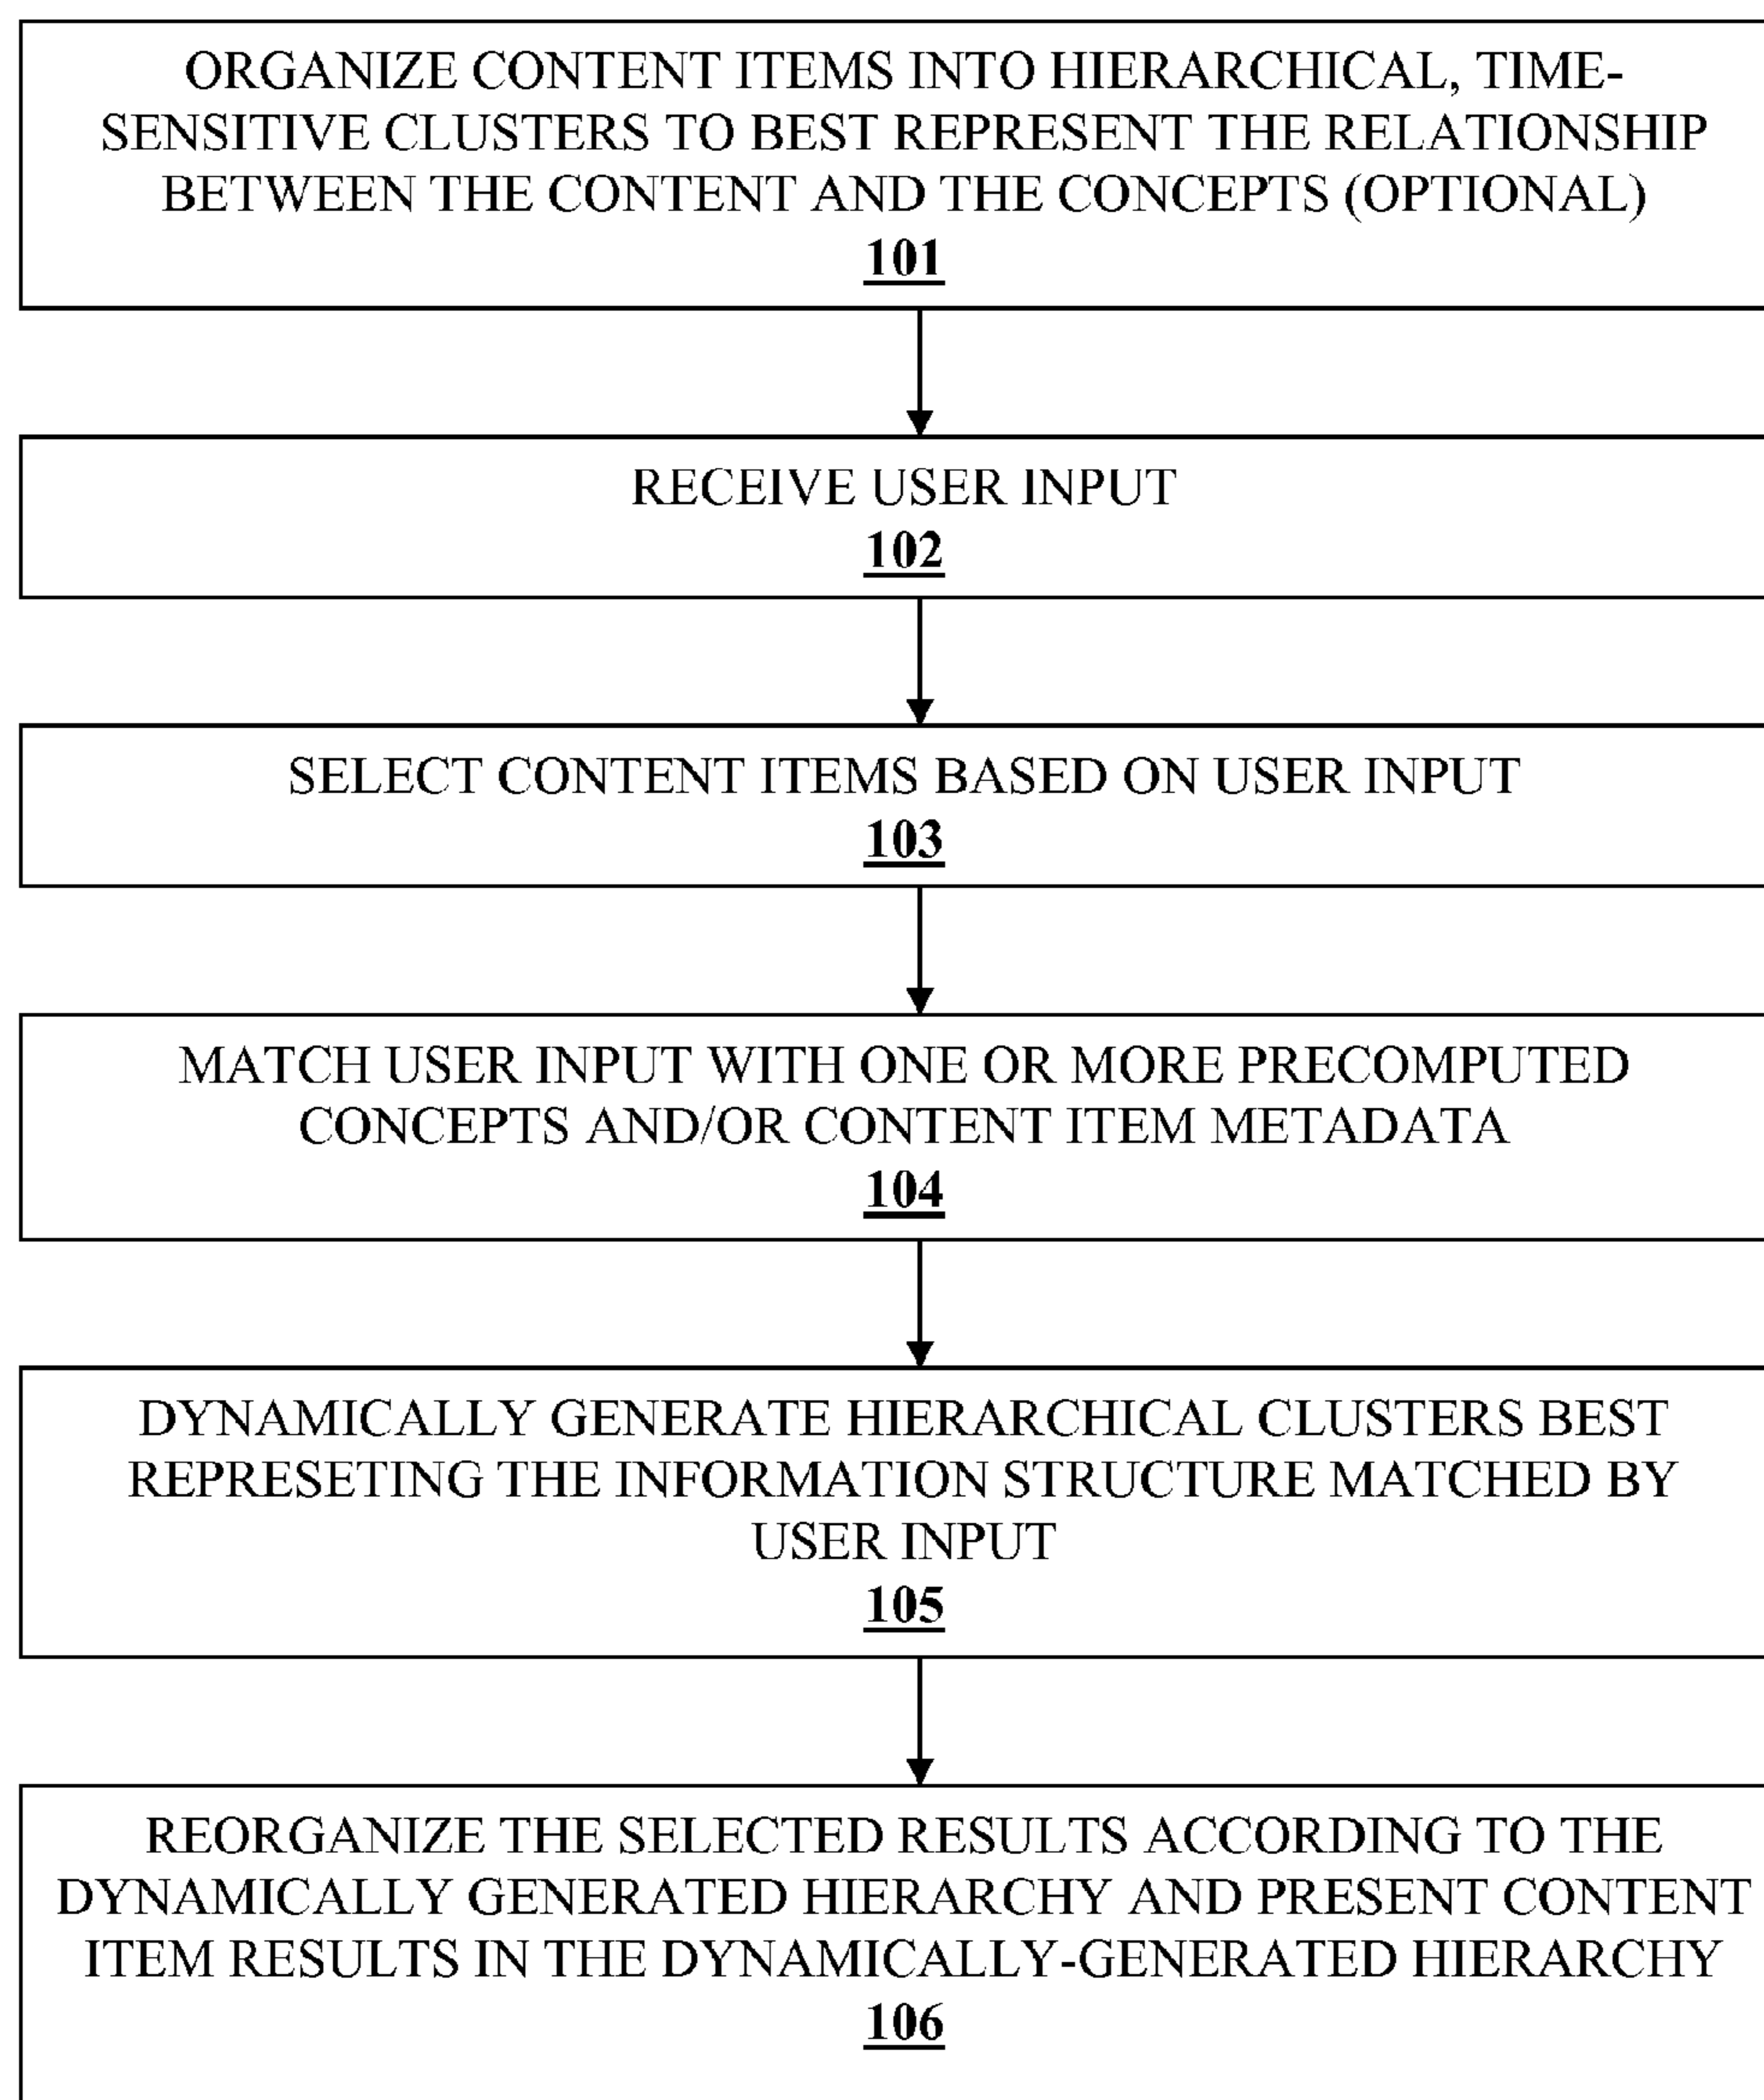 ORGANIZE CONTENT ITEMS INTO HIERARCHICAL, TIME-
SENSITIVE CLUSTERS TO BEST REPRESENT THE RELATIONSHIP
BETWEEN THE CONTENT AND THE CONCEPTS (OPTIONAL)
101
RECEIVE USER INPUT
102
SELECT CONTENT ITEMS BASED ON USER INPUT
103
MATCH USER INPUT WITH ONE OR MORE PRECOMPUTED
CONCEPTS AND/OR CONTENT ITEM METADATA
104
DYNAMICALLY GENERATE HIERARCHICAL CLUSTERS BEST
REPRESETING THE INFORMATION STRUCTURE MATCHED BY
USER INPUT
105
REORGANIZE THE SELECTED RESULTS ACCORDING TO THE
DYNAMICALLY GENERATED HIERARCHY AND PRESENT CONTENT
ITEM RESULTS IN THE DYNAMICALLY-GENERATED HIERARCHY
106